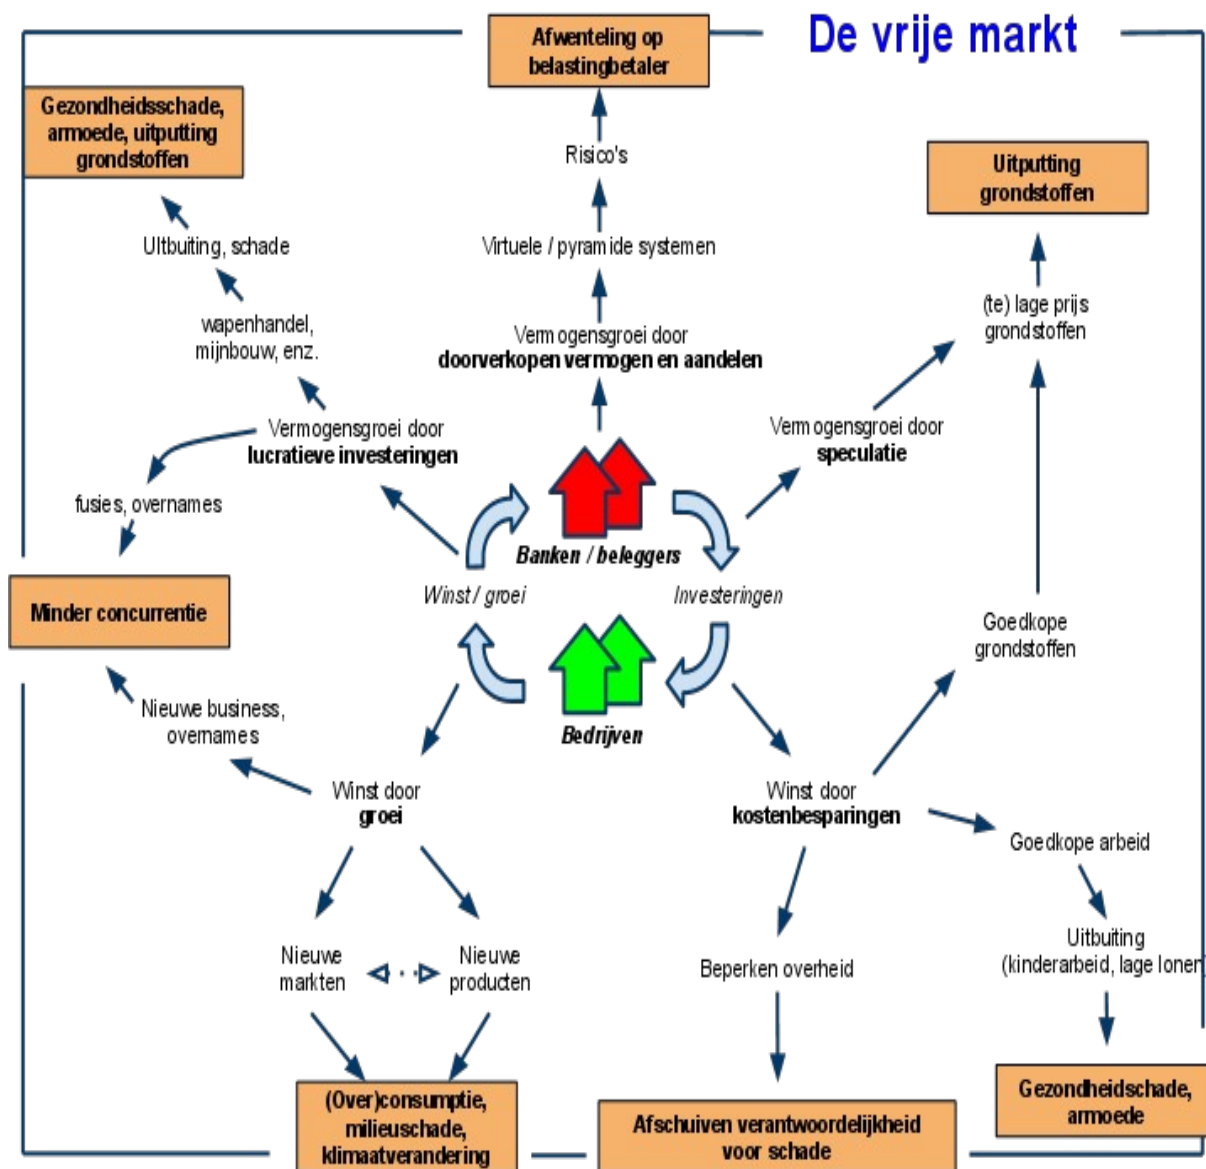 De vrije markt
Afwenteling op
belastingbetaler
Gezondheidsschade,
armoede, uitputting
grondstoffen
Risico's
Uitputting
grondstoffen
UItbuiting, schade
Virtuele / pyramide systemen
wapenhandel,
mijnbouw, enz.
(te) lage prijs
grondstoffen
Vermogensgroei door
doorverkopen vermogen en aandelen
Vermogensgroei door
lucratieve investeringen
Vermogensgroei door
speculatie
fusies, overnames
Banken / beleggers
Minder concurrentie
Winst / groei
Investeringen
Goedkope
grondstoffen
Nieuwe business,
overnames
Bedrijven
Winst door
groei
Winst door
kostenbesparingen
Goedkope arbeid
Nieuwe
markten
Nieuwe
producten
Beperken overheid
Uitbuiting
(kinderarbeid, lage lonen)
(Over)consumptie,
milieuschade,
klimaatverandering
Afschuiven verantwoordelijkheid
voor schade
Gezondheidschade,
armoede